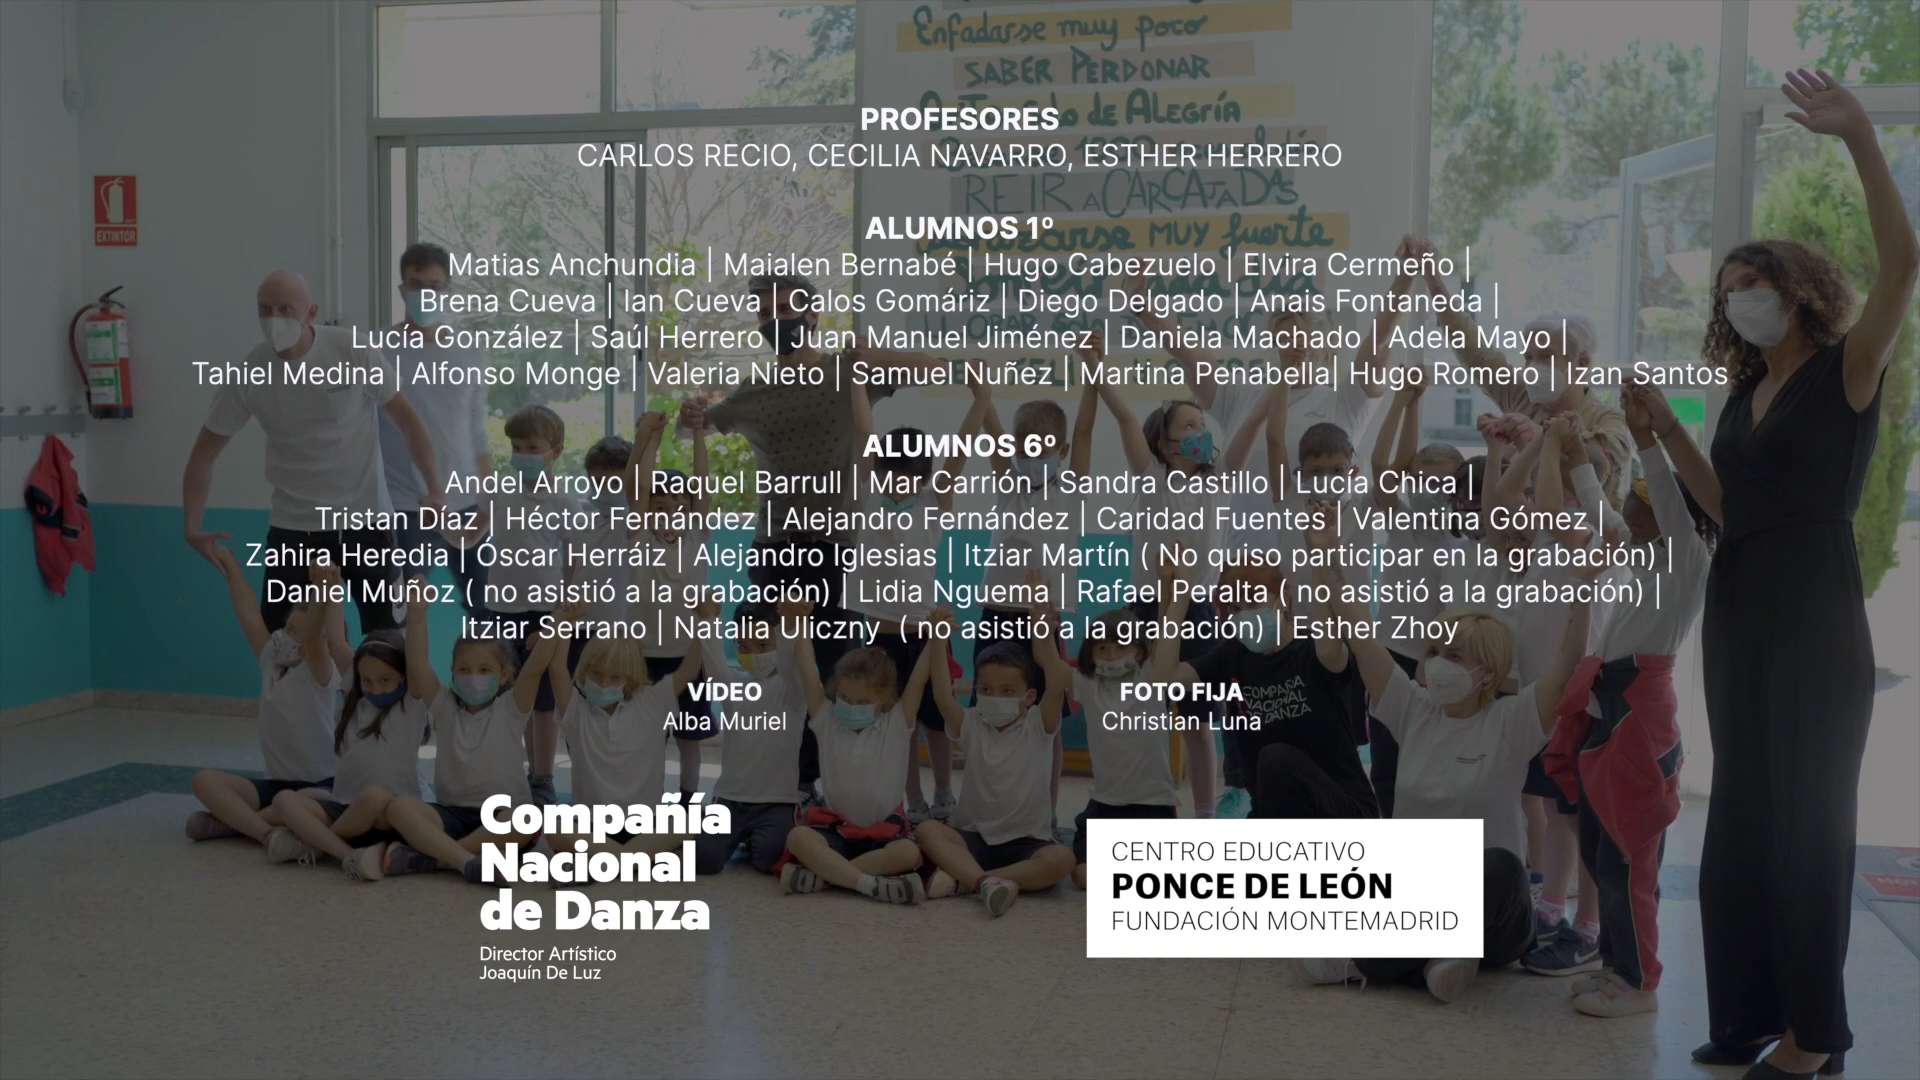 Enfadarse muy poco
SABER PERDONAR
de ALEGRÍA
PROFESORES
CARLOS RECIO, CECILIA NAVARRO, ESTHER HERRERO
REIR A CARCAJADAS
ALUMNOS 1º
MUY fuerte
EXTINTOR
Matias Anchundia | Maialen Bernabé | Hugo Cabezuelo | Elvira Cermeño |
Brena Cueva | Ian Cueva | Calos Gomáriz | Diego Delgado | Anais Fontaneda |
Lucía González | Saúl Herrero | Juan Manuel Jiménez | Daniela Machado | Adela Mayo |
Tahiel Medina | Alfonso Monge | Valeria Nieto | Samuel Nuñez | Martina Penabella| Hugo Romero | Izan Santos
ALUMNOS 6º
Andel Arroyo | Raquel Barrull | Mar Carrión | Sandra Castillo | Lucía Chica |
Tristan Díaz | Héctor Fernández | Alejandro Fernández | Caridad Fuentes | Valentina Gómez |
Zahira Heredia | Óscar Herráiz | Alejandro Iglesias | Itziar Martín ( No quiso participar en la grabación) |
Daniel Muñoz ( no asistió a la grabación) | Lidia Nguema | Rafael Peralta ( no asistió a la grabación) |
Itziar Serrano | Natalia Uliczny ( no asistió a la grabación) | Esther Zhoy
VÍDEO
Alba Muriel
FOTO FIJA
Christian Luna
COMPAÑÍA
NACIONAL
DE DANZA
Compañía
Nacional
de Danza
Director Artístico
Joaquín De Luz
CENTRO EDUCATIVO
PONCE DE LEÓN
FUNDACIÓN MONTEMADRID